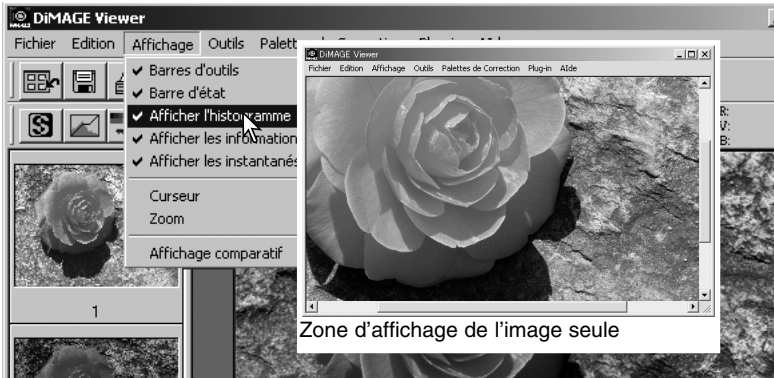 DiMAGE Viewer
Fichier Edition Affichage Outils
Barres d'outils
Barre d'état
Afficher l'histogramme
Afficher les
Afficher les instantanés
Curseur
Zoom
Affichage comparatif
1
R:
V:
B:
DiMAGE Viewer
Fichier Edition Affichage Outils Palettes de Correction Plug-in AIde
Zone d'affichage de l'image seule